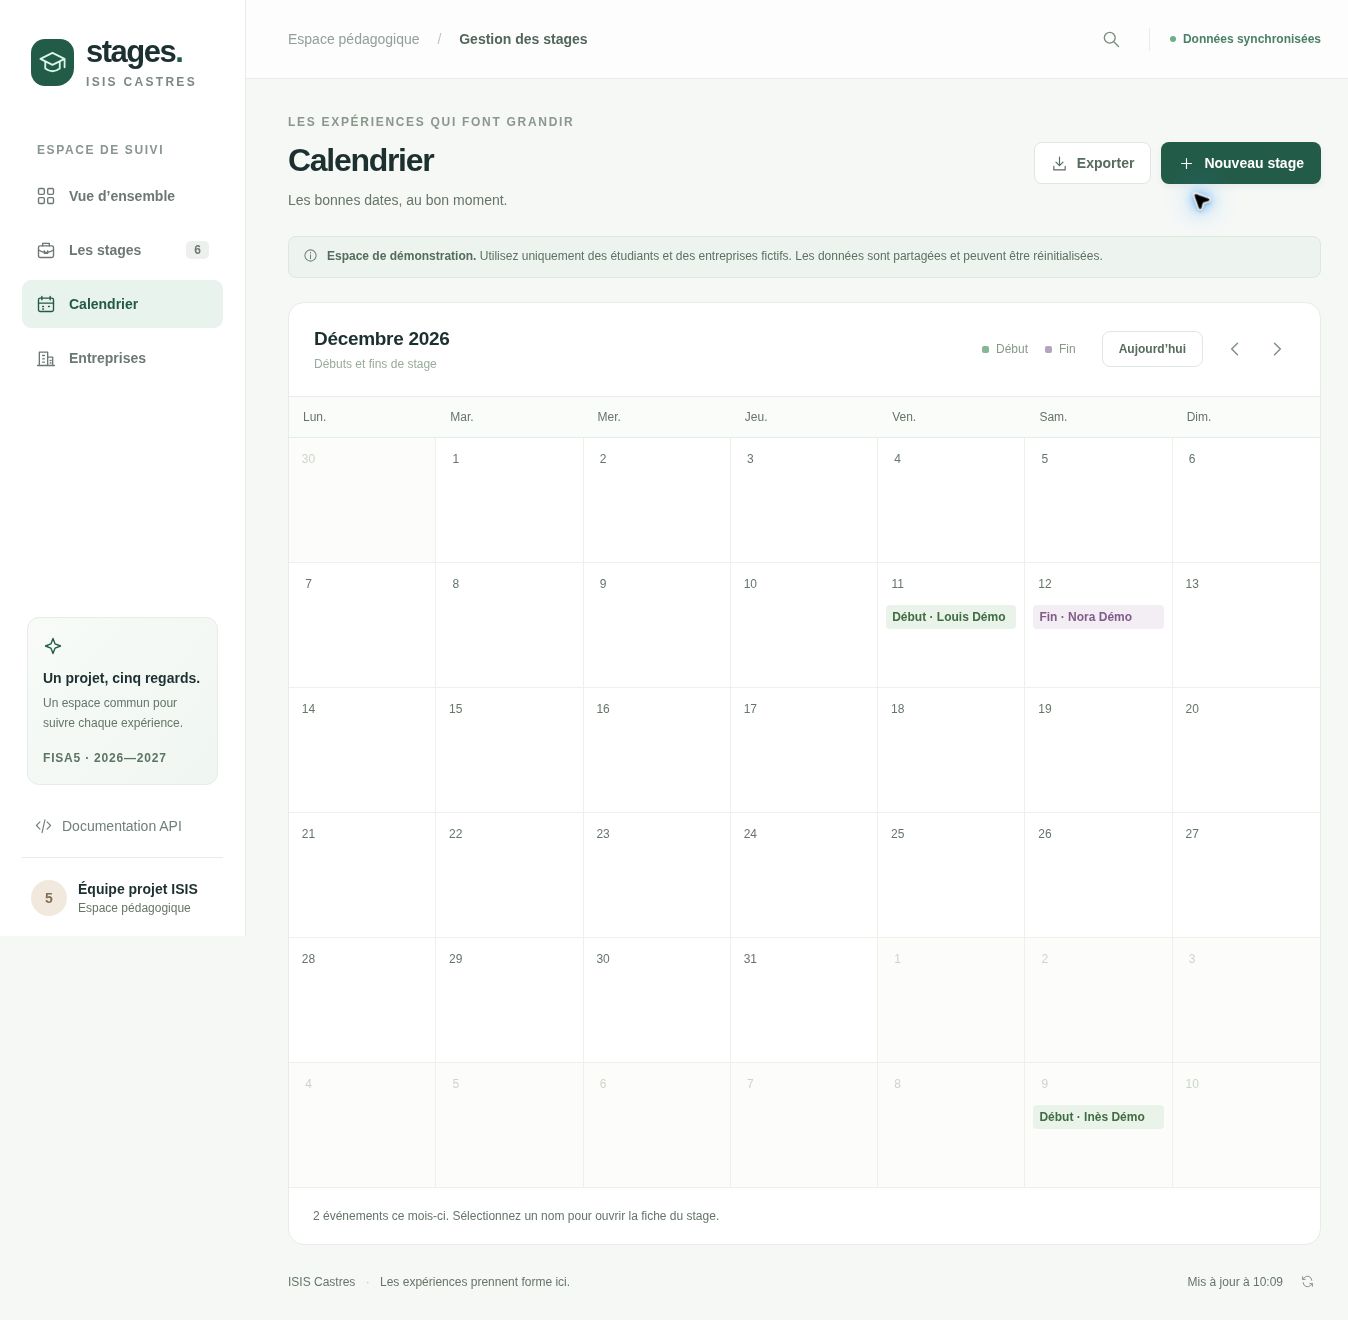 stages.
ISIS CASTRES
ESPACE DE SUIVI
Vue d’ensemble
Les stages 6
Calendrier
Entreprises
Un projet, cinq regards.
Un espace commun pour
suivre chaque expérience.
FISA5 · 2026—2027
Documentation API
5
Équipe projet ISIS
Espace pédagogique
Espace pédagogique / Gestion des stages
Données synchronisées
LES EXPÉRIENCES QUI FONT GRANDIR
Calendrier
Les bonnes dates, au bon moment.
Exporter
Nouveau stage
Espace de démonstration. Utilisez uniquement des étudiants et des entreprises fictifs. Les données sont partagées et peuvent être réinitialisées.
Décembre 2026
Débuts et fins de stage
Début Fin Aujourd’hui
Lun. Mar. Mer. Jeu. Ven. Sam. Dim.
30 1 2 3 4 5 6
7 8 9 10 11 12 13
Début · Louis Démo Fin · Nora Démo
14 15 16 17 18 19 20
21 22 23 24 25 26 27
28 29 30 31 1 2 3
4 5 6 7 8 9 10
Début · Inès Démo
2 événements ce mois-ci. Sélectionnez un nom pour ouvrir la fiche du stage.
ISIS Castres · Les expériences prennent forme ici.
Mis à jour à 10:09